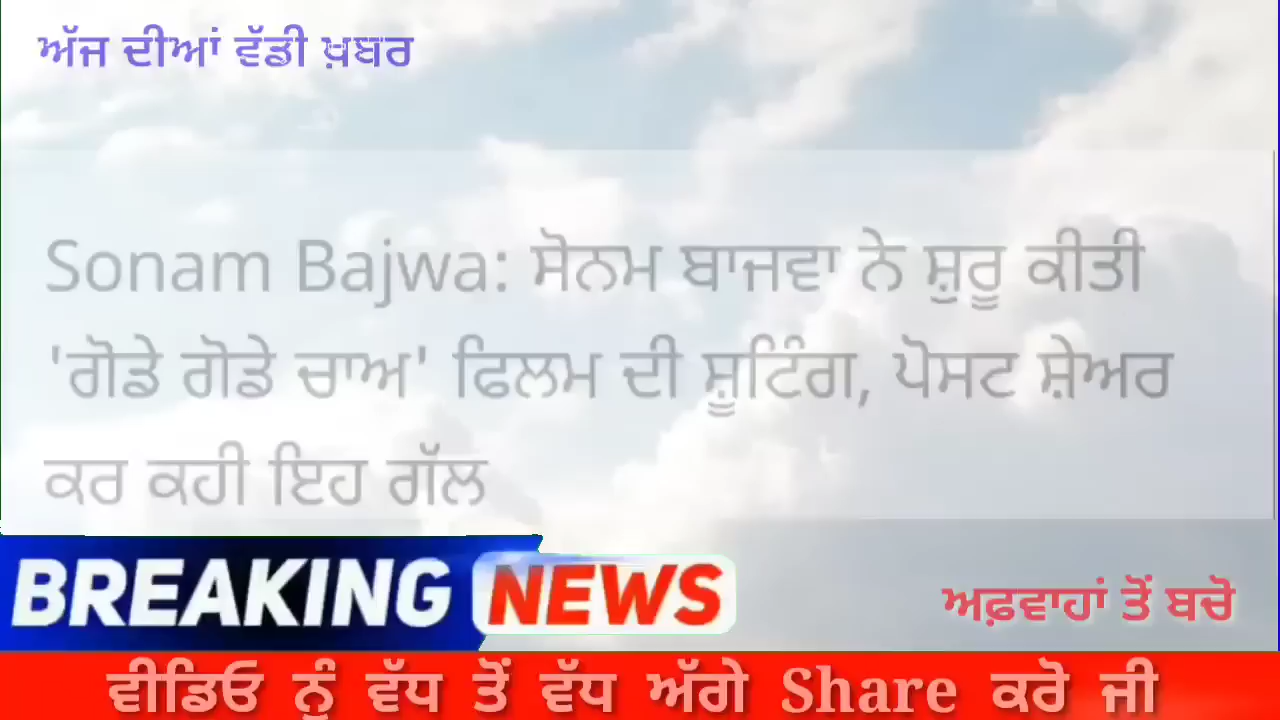 ਅੱਜ ਦੀਆਂ ਵੱਡੀ ਖ਼ਬਰ
Sonam Bajwa: ਸੋਨਮ ਬਾਜਵਾ ਨੇ ਸ਼ੁਰੂ ਕੀਤੀ
'ਗੋਡੇ ਗੋਡੇ ਚਾਅ' ਫਿਲਮ ਦੀ ਸ਼ੂਟਿੰਗ, ਪੋਸਟ ਸ਼ੇਅਰ
ਕਰ ਕਹੀ ਇਹ ਗੱਲ
BREAKING NEWS
ਅਫ਼ਵਾਹਾਂ ਤੋਂ ਬਚੋ
ਵੀਡਿਓ ਨੂੰ ਵੱਧ ਤੋਂ ਵੱਧ ਅੱਗੇ Share ਕਰੋ ਜੀ